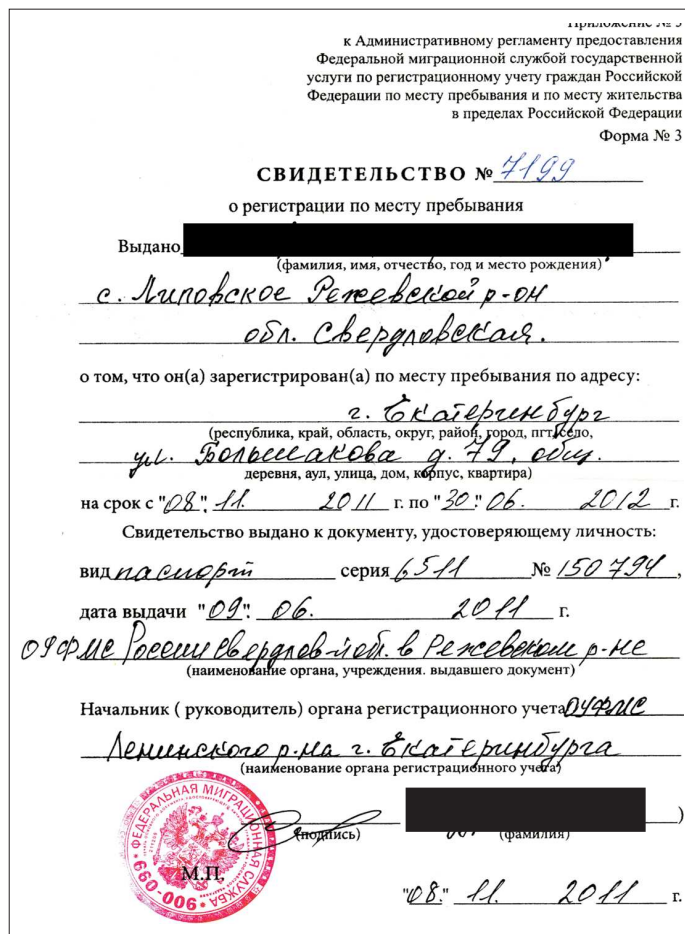 Приложение № 3
к Административному регламенту предоставления
Федеральной миграционной службой государственной
услуги по регистрационному учету граждан Российской
Федерации по месту пребывания и по месту жительства
в пределах Российской Федерации
Форма № 3
СВИДЕТЕЛЬСТВО № 7199
о регистрации по месту пребывания
Выдано
(фамилия, имя, отчество, год и место рождения)
с. Липовское Режевской р-он
обл. Свердловская.
о том, что он(а) зарегистрирован(а) по месту пребывания по адресу:
г. Екатеринбург
(республика, край, область, округ, район, город, пгт, село,
ул. Большакова д. 79, общ.
деревня, аул, улица, дом, корпус, квартира)
на срок с "08" 11. 2011 г. по "30" 06. 2012 г.
Свидетельство выдано к документу, удостоверяющему личность:
вид паспорт серия 6511 № 150794,
дата выдачи "09" 06. 2011 г.
ОУФМС России Свердлов-й обл. в Режевском р-не
(наименование органа, учреждения. выдавшего документ)
Начальник ( руководитель) органа регистрационного учета ОУФМС
Ленинского р-на г. Екатеринбурга
(наименование органа регистрационного учета)
ФЕДЕРАЛЬНАЯ МИГРАЦИОННАЯ СЛУЖБА
660-006
М.П.
(подпись) (фамилия)
)
"08." 11. 2011 г.